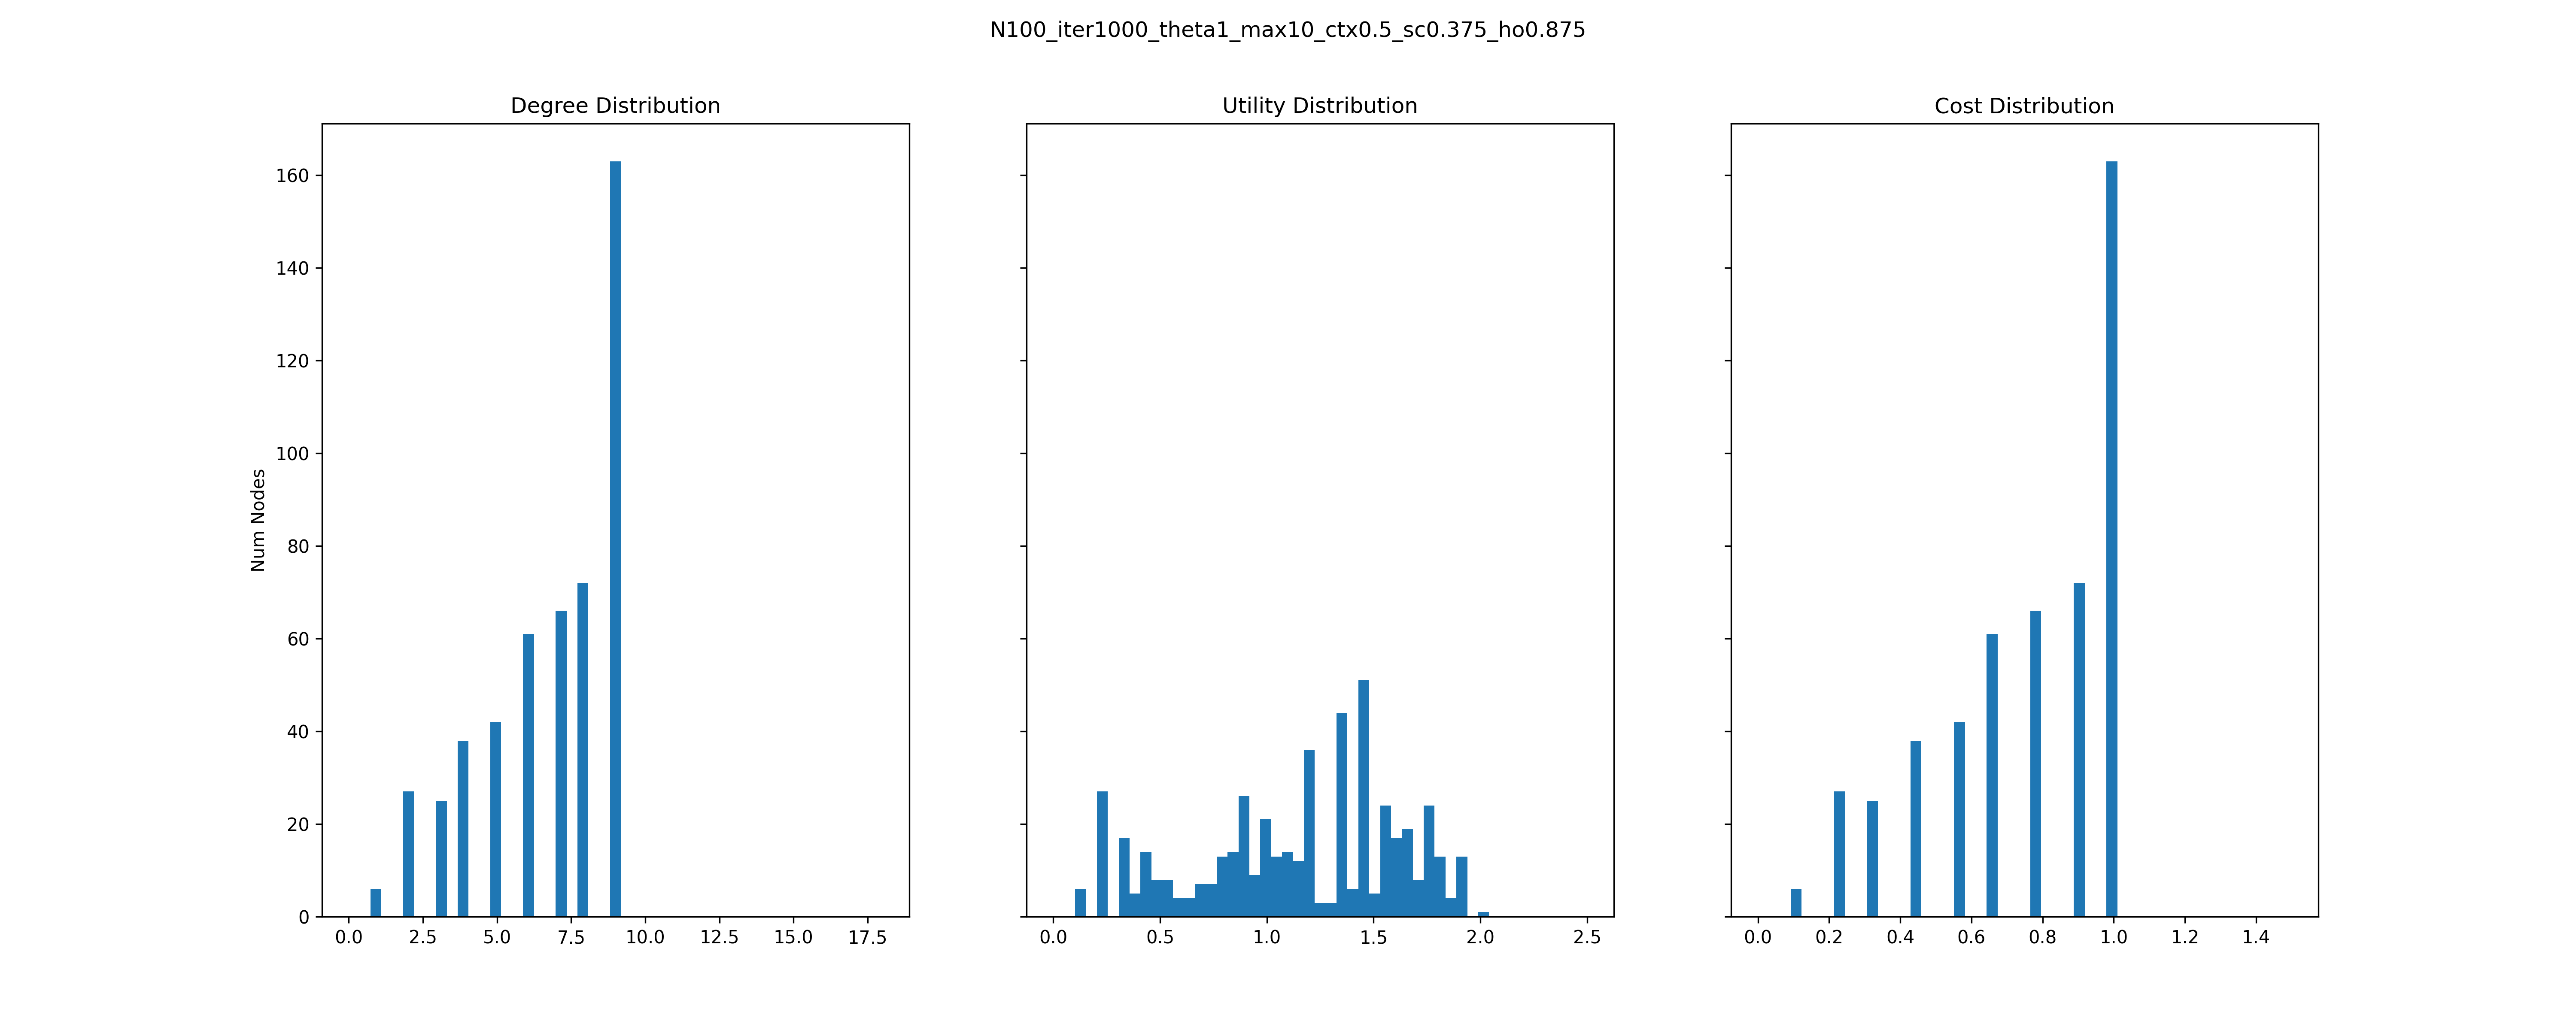 N100_iter1000_theta1_max10_ctx0.5_sc0.375_ho0.875
Degree Distribution
Utility Distribution
Cost Distribution
Num Nodes
160
140
120
100
80
60
40
20
0
0.0 2.5 5.0 7.5 10.0 12.5 15.0 17.5
0.0 0.5 1.0 1.5 2.0 2.5
0.0 0.2 0.4 0.6 0.8 1.0 1.2 1.4